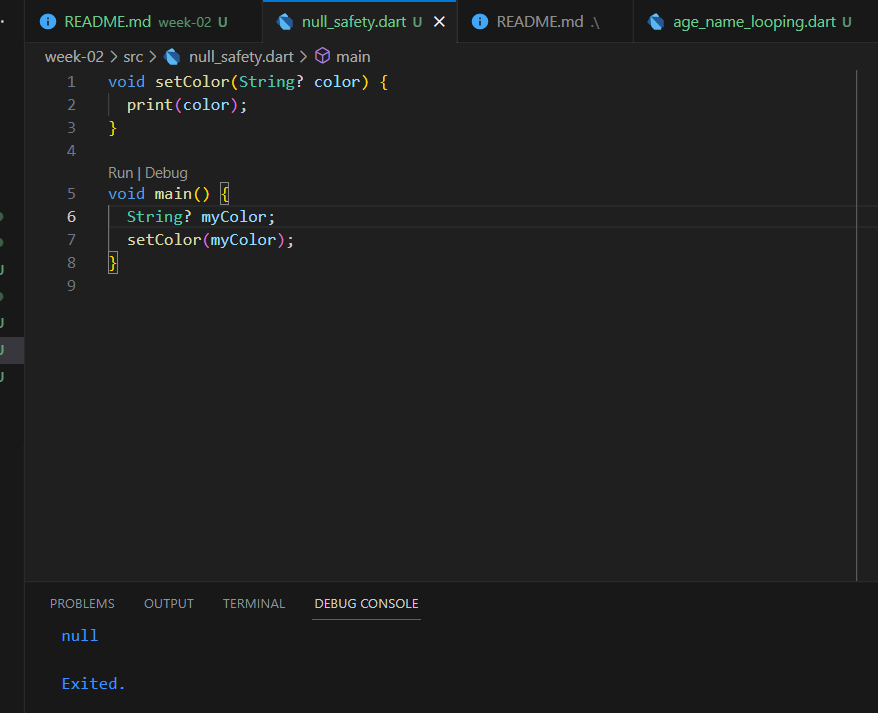 README.md week-02 U null_safety.dart U README.md .\ age_name_looping.dart U
week-02 > src > null_safety.dart > main
1 void setColor(String? color) {
2 print(color);
3 }
4
Run | Debug
5 void main() {
6 String? myColor;
7 setColor(myColor);
8 }
9
U
U
U
U
PROBLEMS OUTPUT TERMINAL DEBUG CONSOLE
null
Exited.